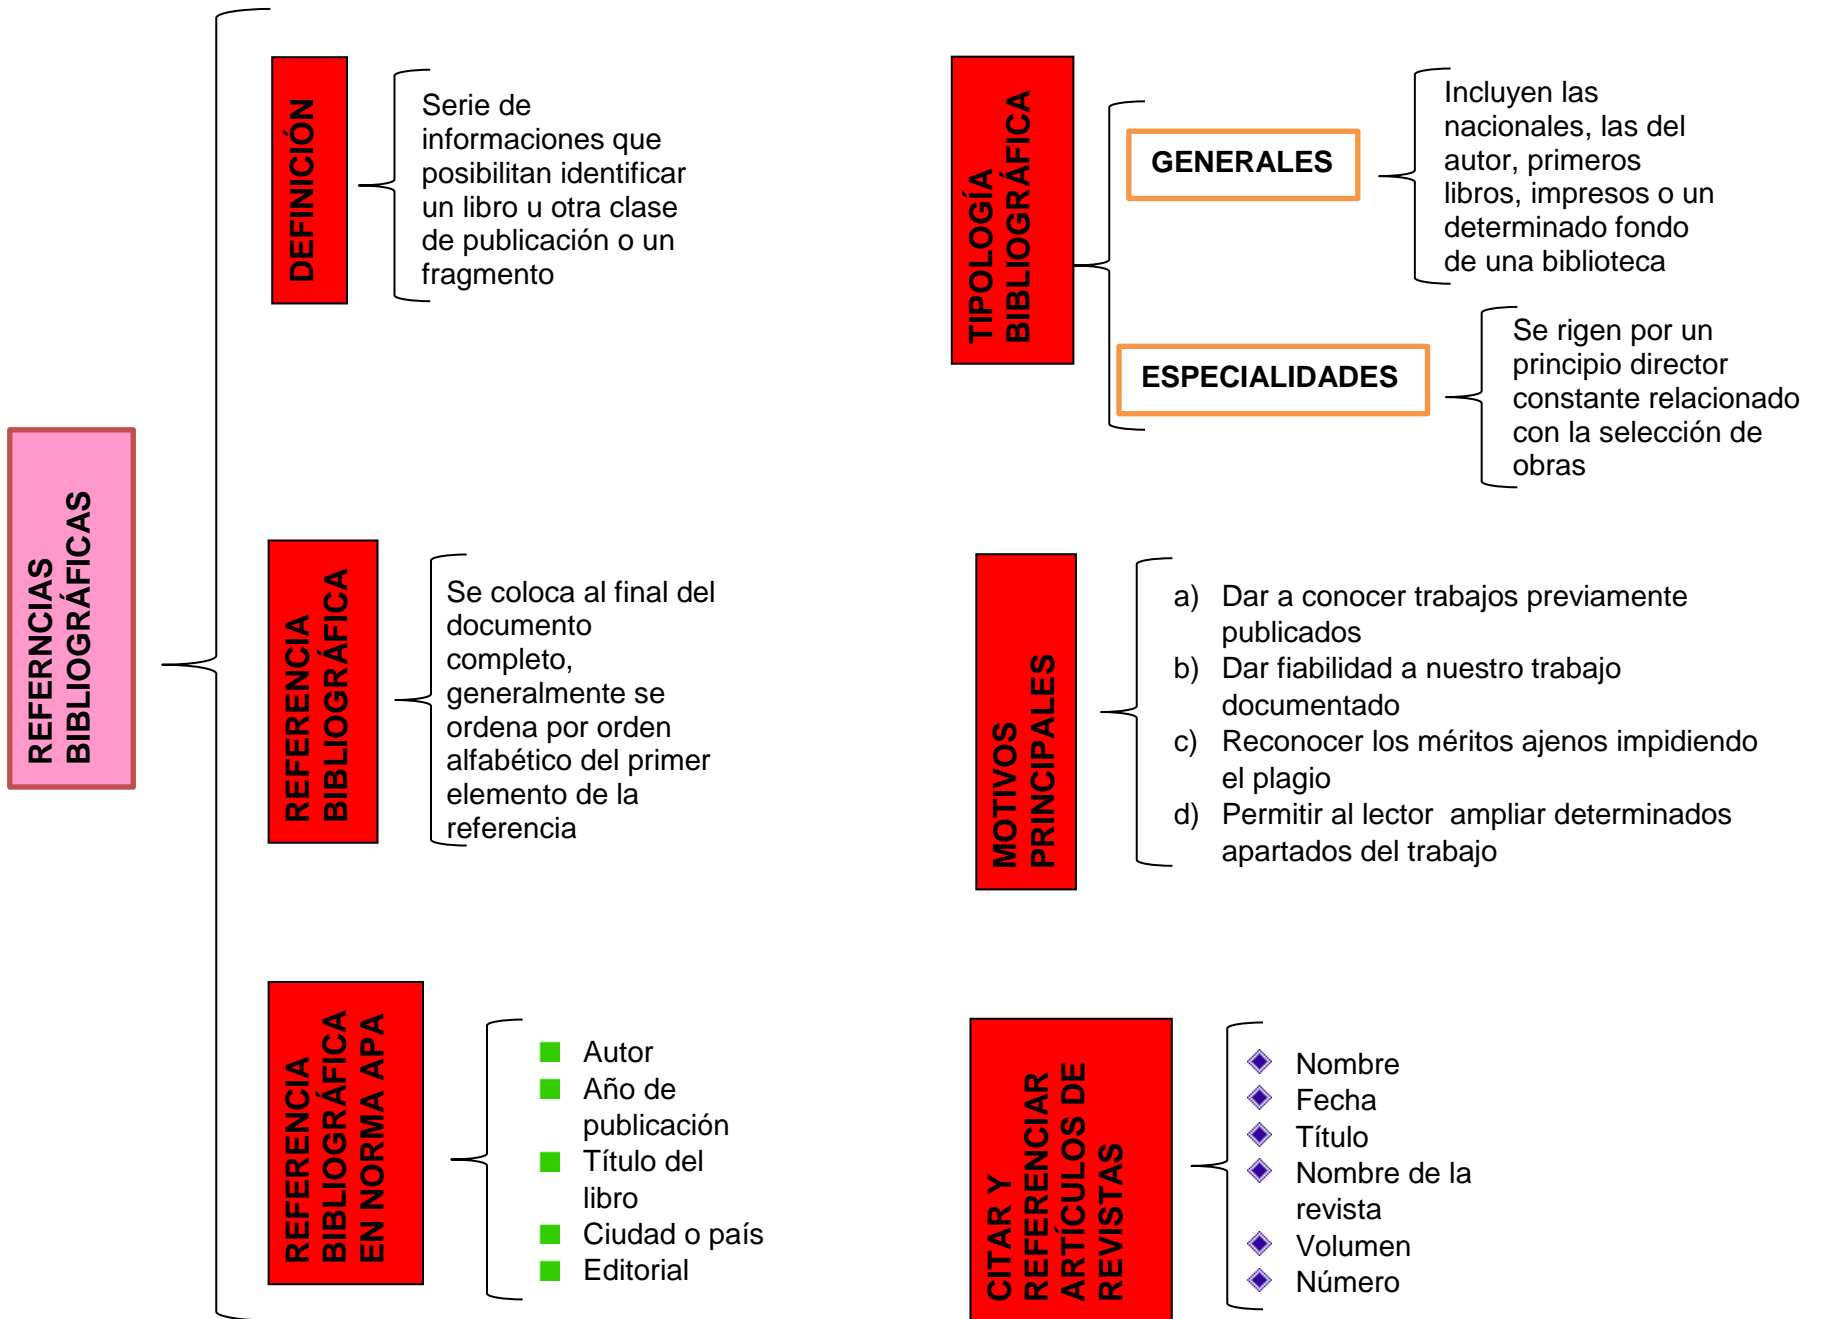 REFERNCIAS
BIBLIOGRÁFICAS
DEFINICIÓN
Serie de
informaciones que
posibilitan identificar
un libro u otra clase
de publicación o un
fragmento
TIPOLOGÍA
BIBLIOGRÁFICA
GENERALES
Incluyen las
nacionales, las del
autor, primeros
libros, impresos o un
determinado fondo
de una biblioteca
ESPECIALIDADES
Se rigen por un
principio director
constante relacionado
con la selección de
obras
REFERENCIA
BIBLIOGRÁFICA
Se coloca al final del
documento
completo,
generalmente se
ordena por orden
alfabético del primer
elemento de la
referencia
MOTIVOS
PRINCIPALES
a) Dar a conocer trabajos previamente
publicados
b) Dar fiabilidad a nuestro trabajo
documentado
c) Reconocer los méritos ajenos impidiendo
el plagio
d) Permitir al lector  ampliar determinados
apartados del trabajo
REFERENCIA
BIBLIOGRÁFICA
EN NORMA APA
Autor
Año de
publicación
Título del
libro
Ciudad o país
Editorial
CITAR Y
REFERENCIAR
ARTÍCULOS DE
REVISTAS
Nombre
Fecha
Título
Nombre de la
revista
Volumen
Número